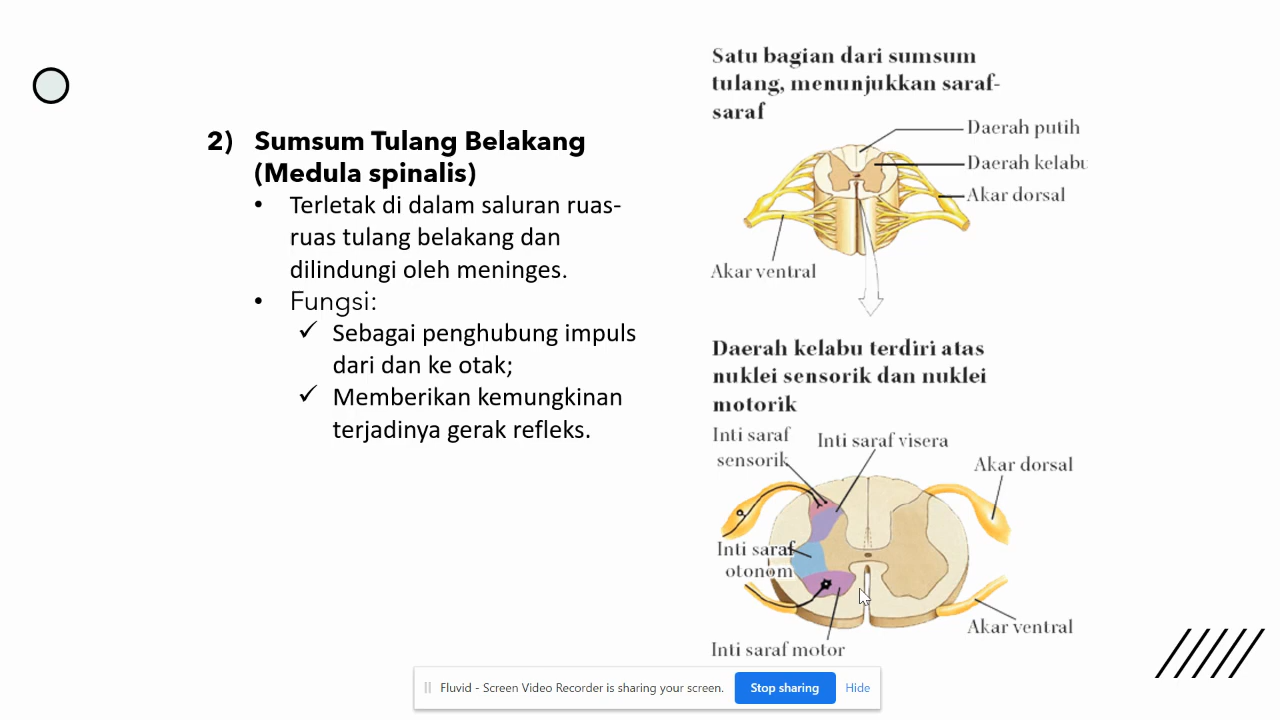 2) Sumsum Tulang Belakang
(Medula spinalis)
• Terletak di dalam saluran ruas-
ruas tulang belakang dan
dilindungi oleh meninges.
• Fungsi:
✓ Sebagai penghubung impuls
dari dan ke otak;
✓ Memberikan kemungkinan
terjadinya gerak refleks.
Satu bagian dari sumsum
tulang, menunjukkan saraf-
saraf
Daerah putih
Daerah kelabu
Akar dorsal
Akar ventral
Daerah kelabu terdiri atas
nuklei sensorik dan nuklei
motorik
Inti saraf
sensorik
Inti saraf visera
Akar dorsal
Inti saraf
otonom
Akar ventral
Inti saraf motor
Fluvid - Screen Video Recorder is sharing your screen.
Stop sharing
Hide